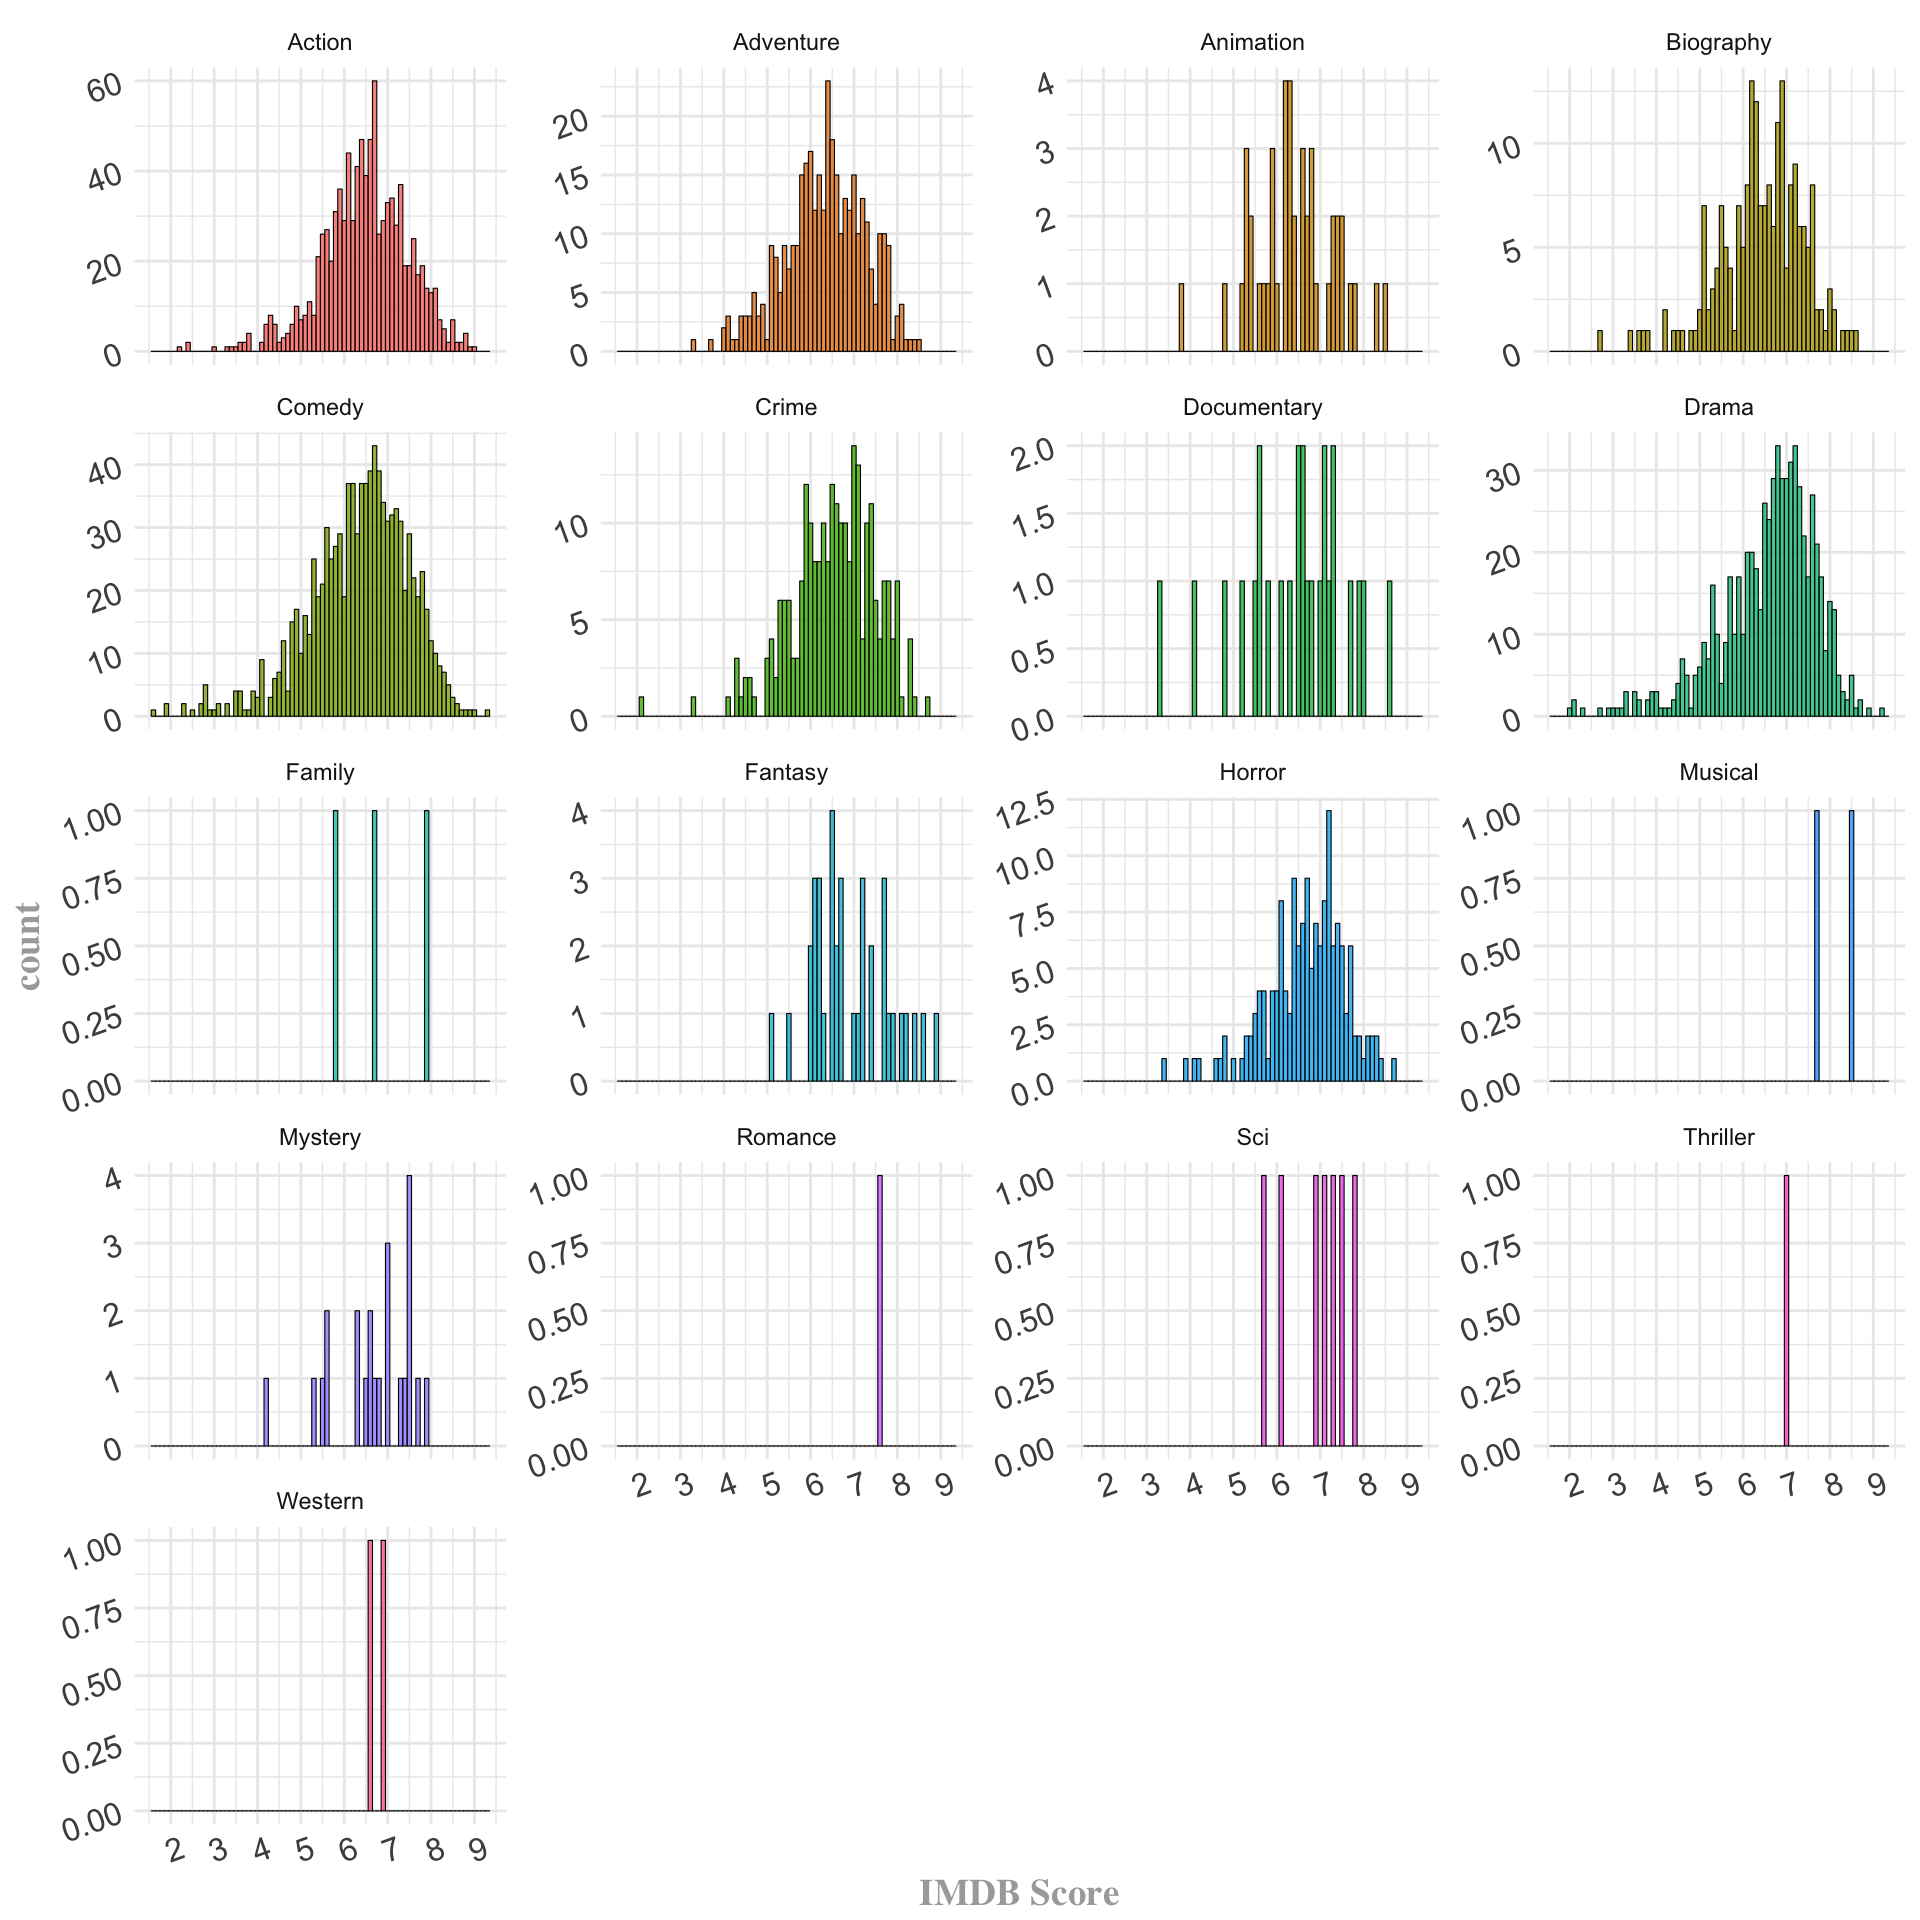 Action Adventure Animation Biography
60 40 20 0
20 15 10 5 0
4 3 2 1 0
10 5 0
Comedy Crime Documentary Drama
40 30 20 10 0
10 5 0
2.0 1.5 1.0 0.5 0.0
30 20 10 0
Family Fantasy Horror Musical
1.00 0.75 0.50 0.25 0.00
4 3 2 1 0
12.5 10.0 7.5 5.0 2.5 0.0
1.00 0.75 0.50 0.25 0.00
count
Mystery Romance Sci Thriller
4 3 2 1 0
1.00 0.75 0.50 0.25 0.00
1.00 0.75 0.50 0.25 0.00
1.00 0.75 0.50 0.25 0.00
2 3 4 5 6 7 8 9
2 3 4 5 6 7 8 9
2 3 4 5 6 7 8 9
Western
1.00 0.75 0.50 0.25 0.00
2 3 4 5 6 7 8 9
IMDB Score